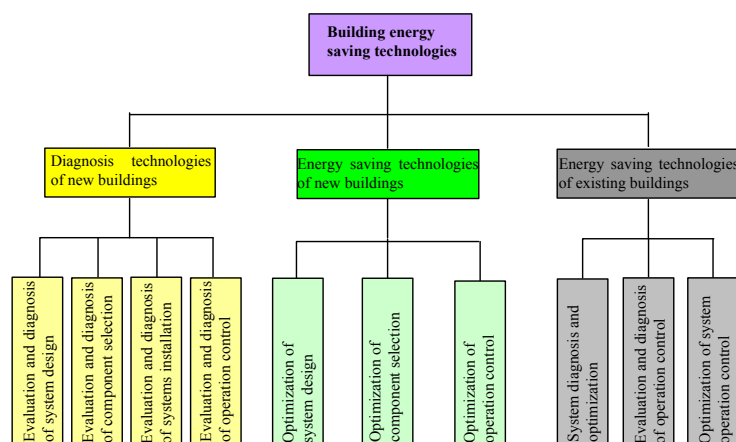 Building energy
saving technologies
Diagnosis technologies
of new buildings
Energy saving technologies
of new buildings
Energy saving technologies
of existing buildings
Evaluation and diagnosis
of system design
Evaluation and diagnosis
of component selection
Evaluation and diagnosis
of systems installation
Evaluation and diagnosis
of operation control
Optimization of
system design
Optimization of
component selection
Optimization of
operation control
System diagnosis and
optimization
Evaluation and diagnosis
of operation control
Optimization of system
operation control